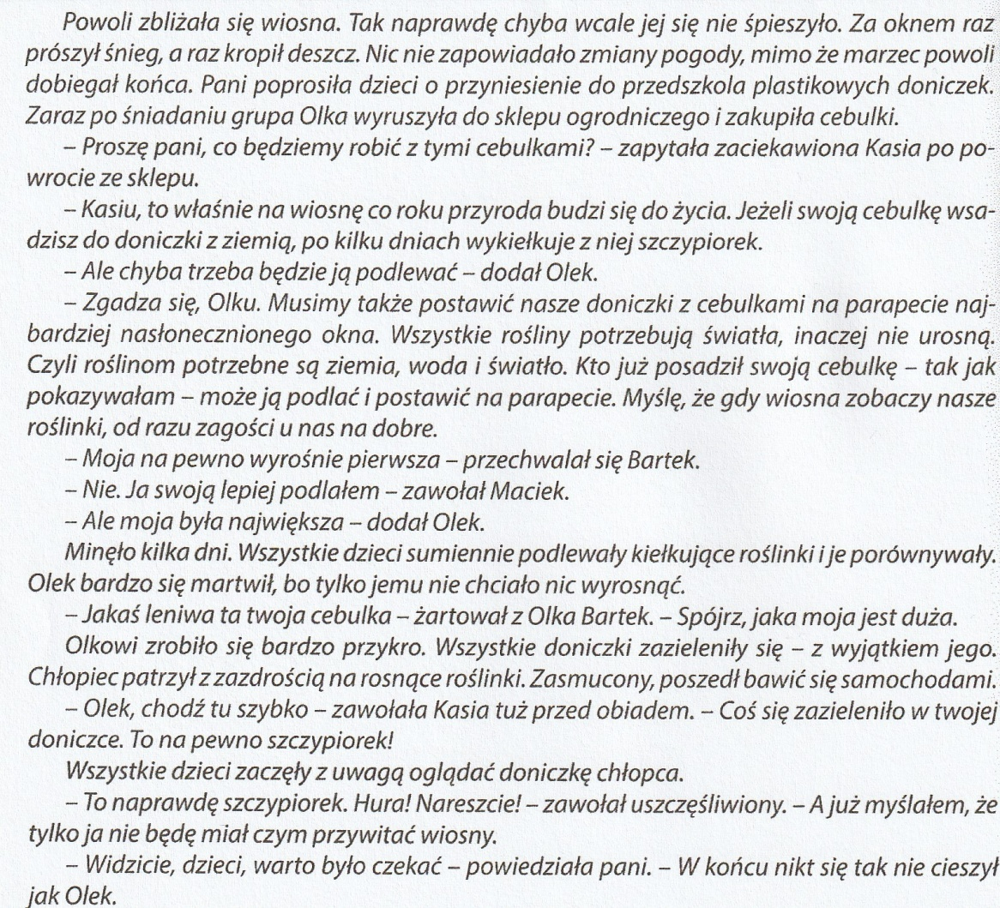 Powoli zbliżała się wiosna. Tak naprawdę chyba wcale jej się nie śpieszyło. Za oknem raz
prószył śnieg, a raz kropił deszcz. Nic nie zapowiadało zmiany pogody, mimo że marzec powoli
dobiegał końca. Pani poprosiła dzieci o przyniesienie do przedszkola plastikowych doniczek.
Zaraz po śniadaniu grupa Olka wyruszyła do sklepu ogrodniczego i zakupiła cebulki.
– Proszę pani, co będziemy robić z tymi cebulkami? – zapytała zaciekawiona Kasia po po-
wrocie ze sklepu.
– Kasiu, to właśnie na wiosnę co roku przyroda budzi się do życia. Jeżeli swoją cebulkę wsa-
dzisz do doniczki z ziemią, po kilku dniach wykiełkuje z niej szczypiorek.
– Ale chyba trzeba będzie ją podlewać – dodał Olek.
– Zgadza się, Olku. Musimy także postawić nasze doniczki z cebulkami na parapecie naj-
bardziej nasłonecznionego okna. Wszystkie rośliny potrzebują światła, inaczej nie urosną.
Czyli roślinom potrzebne są ziemia, woda i światło. Kto już posadził swoją cebulkę – tak jak
pokazywałam – może ją podlać i postawić na parapecie. Myślę, że gdy wiosna zobaczy nasze
roślinki, od razu zagości u nas na dobre.
– Moja na pewno wyrośnie pierwsza – przechwalał się Bartek.
– Nie. Ja swoją lepiej podlałem – zawołał Maciek.
– Ale moja była największa – dodał Olek.
Minęło kilka dni. Wszystkie dzieci sumiennie podlewały kiełkujące roślinki i je porównywały.
Olek bardzo się martwił, bo tylko jemu nie chciało nic wyrosnąć.
– Jakaś leniwa ta twoja cebulka – żartował z Olka Bartek. – Spójrz, jaka moja jest duża.
Olkowi zrobiło się bardzo przykro. Wszystkie doniczki zazieleniły się – z wyjątkiem jego.
Chłopiec patrzył z zazdrością na rosnące roślinki. Zasmucony, poszedł bawić się samochodami.
– Olek, chodź tu szybko – zawołała Kasia tuż przed obiadem. – Coś się zazieleniło w twojej
doniczce. To na pewno szczypiorek!
Wszystkie dzieci zaczęły z uwagą oglądać doniczkę chłopca.
– To naprawdę szczypiorek. Hura! Nareszcie! – zawołał uszczęśliwiony. – A już myślałem, że
tylko ja nie będę miał czym przywitać wiosny.
– Widzicie, dzieci, warto było czekać – powiedziała pani. – W końcu nikt się tak nie cieszył
jak Olek.